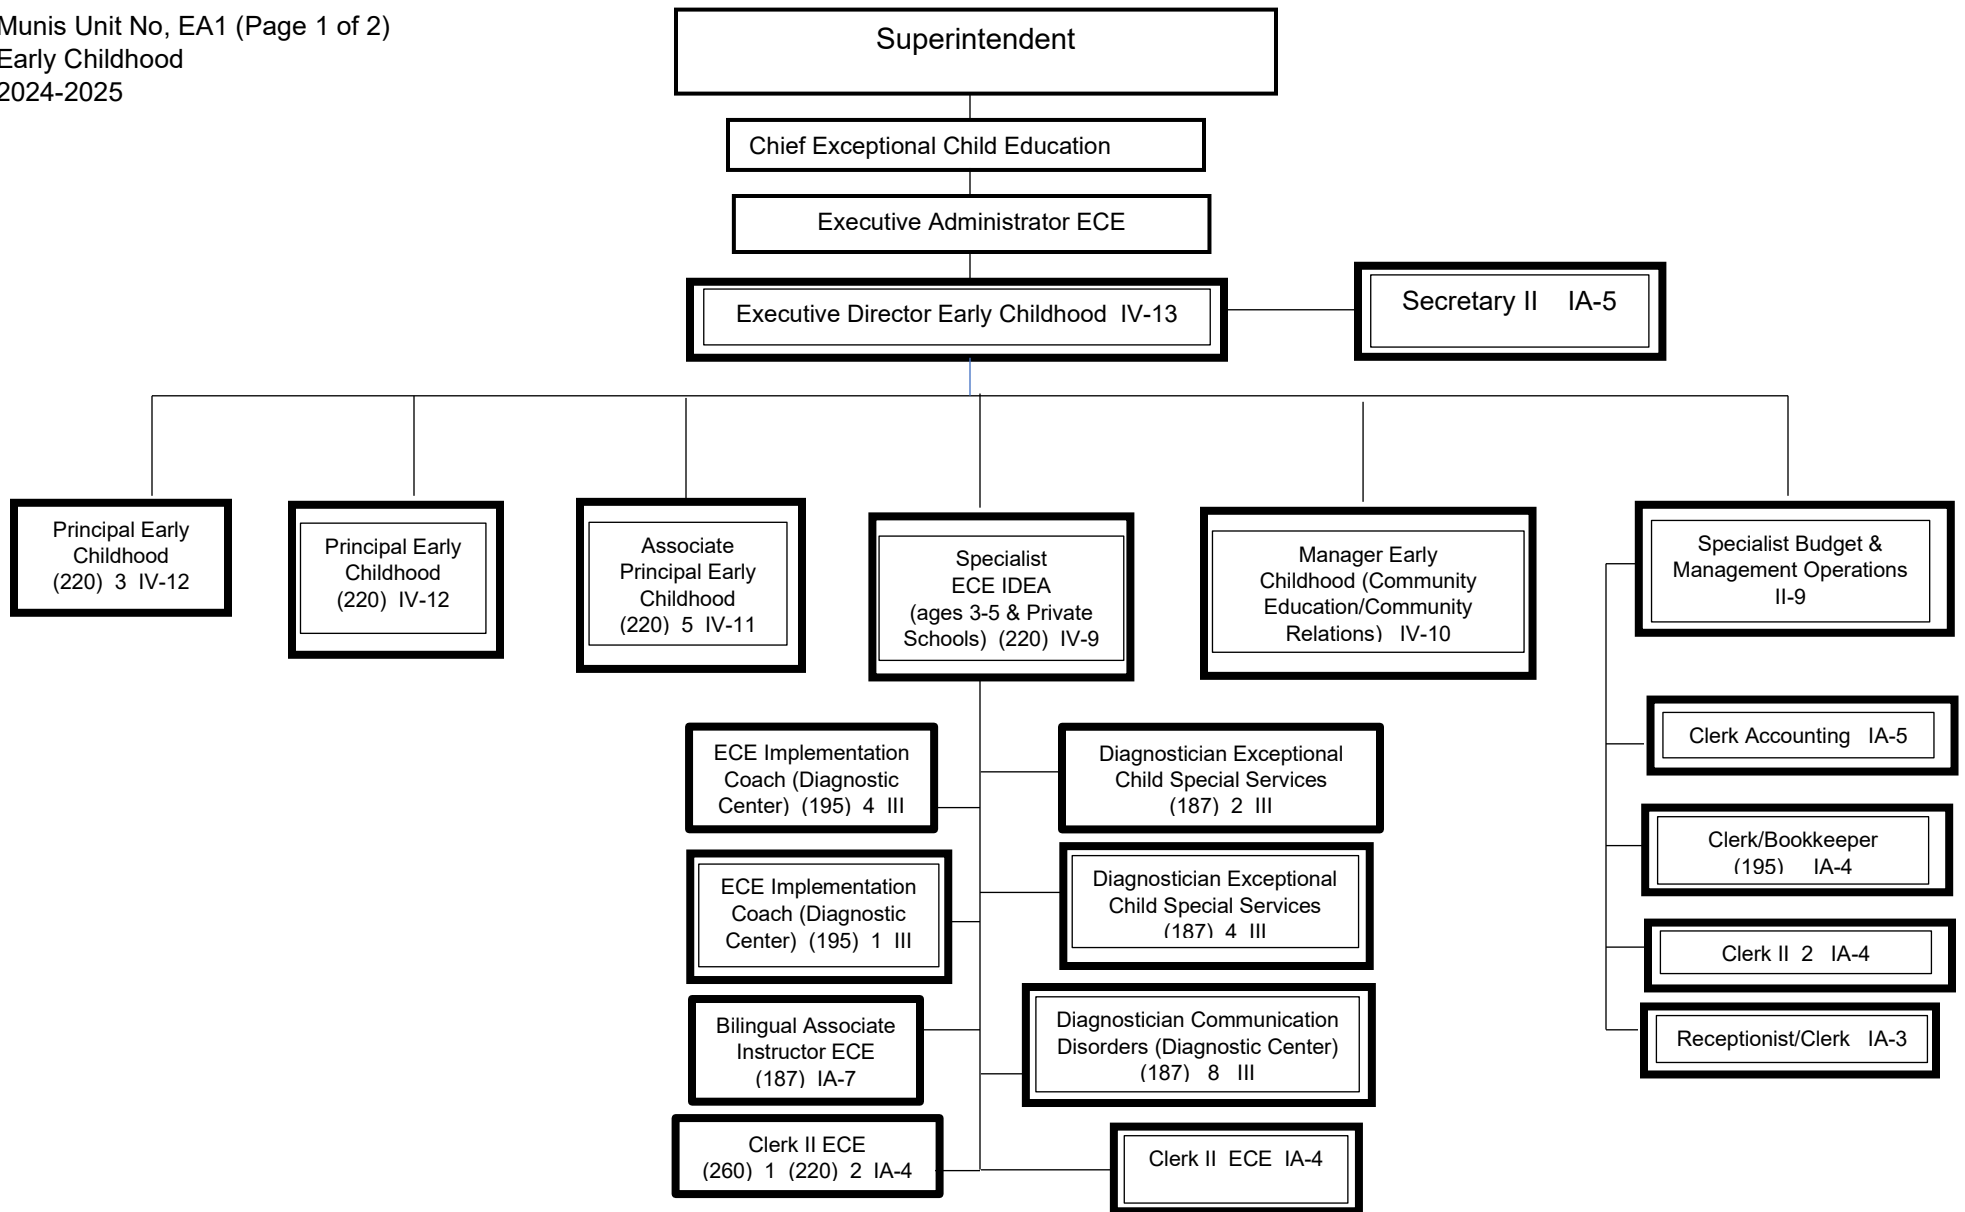 Munis Unit No, EA1 (Page 1 of 2)
Early Childhood
2024-2025
Superintendent
Chief Exceptional Child Education
Executive Administrator ECE
Executive Director Early Childhood IV-13
Secretary II IA-5
Principal Early
Childhood
(220) 3 IV-12
Principal Early
Childhood
(220) IV-12
Associate
Principal Early
Childhood
(220) 5 IV-11
Specialist
ECE IDEA
(ages 3-5 & Private
Schools) (220) IV-9
Manager Early
Childhood (Community
Education/Community
Relations) IV-10
Specialist Budget &
Management Operations
II-9
ECE Implementation
Coach (Diagnostic
Center) (195) 4 III
Diagnostician Exceptional
Child Special Services
(187) 2 III
Clerk Accounting IA-5
ECE Implementation
Coach (Diagnostic
Center) (195) 1 III
Diagnostician Exceptional
Child Special Services
(187) 4 III
Clerk/Bookkeeper
(195) IA-4
Clerk II 2 IA-4
Bilingual Associate
Instructor ECE
(187) IA-7
Diagnostician Communication
Disorders (Diagnostic Center)
(187) 8 III
Receptionist/Clerk IA-3
Clerk II ECE
(260) 1 (220) 2 IA-4
Clerk II ECE IA-4